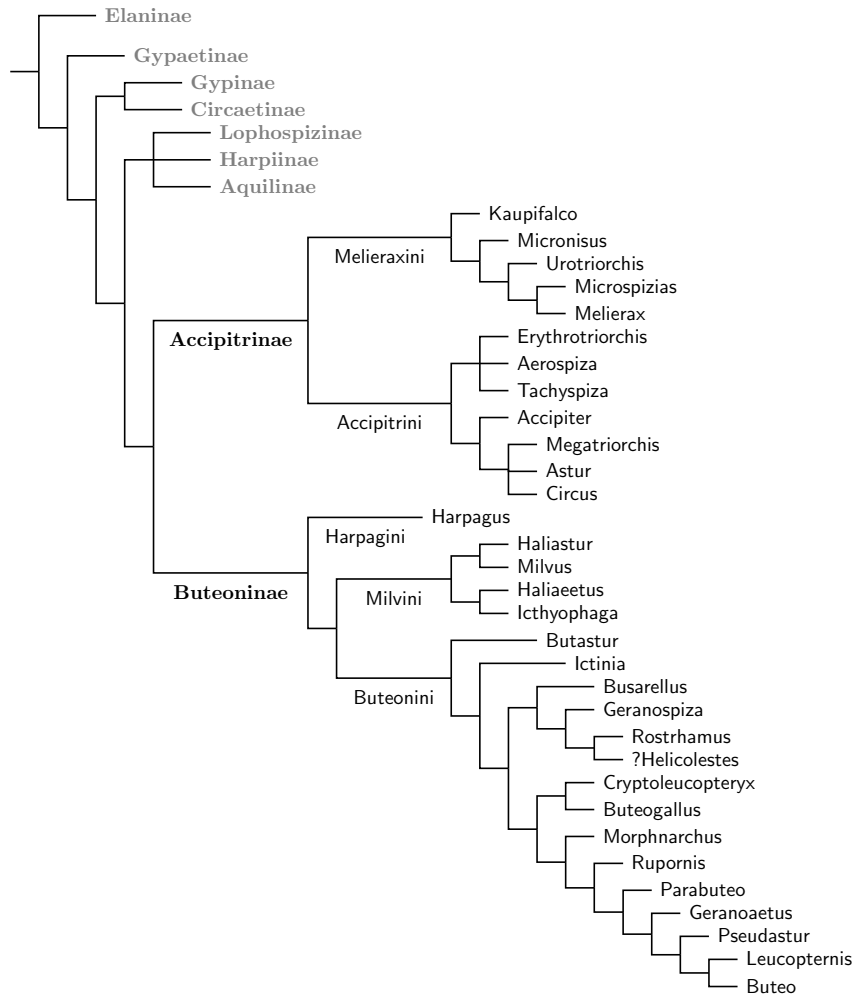 Elaninae
Gypaetinae
Gypinae
Circaetinae
Lophospizinae
Harpiinae
Aquilinae
Kaupifalco
Micronisus
Melieraxini
Urotriorchis
Microspizias
Melierax
Erythrotriorchis
Accipitrinae
Aerospiza
Tachyspiza
Accipiter
Accipitrini
Megatriorchis
Astur
Circus
Harpagus
Harpagini
Haliastur
Milvus
Buteoninae
Haliaeetus
Milvini
Icthyophaga
Butastur
Ictinia
Busarellus
Buteonini
Geranospiza
Rostrhamus
?Helicolestes
Cryptoleucopteryx
Buteogallus
Morphnarchus
Rupornis
Parabuteo
Geranoaetus
Pseudastur
Leucopternis
Buteo